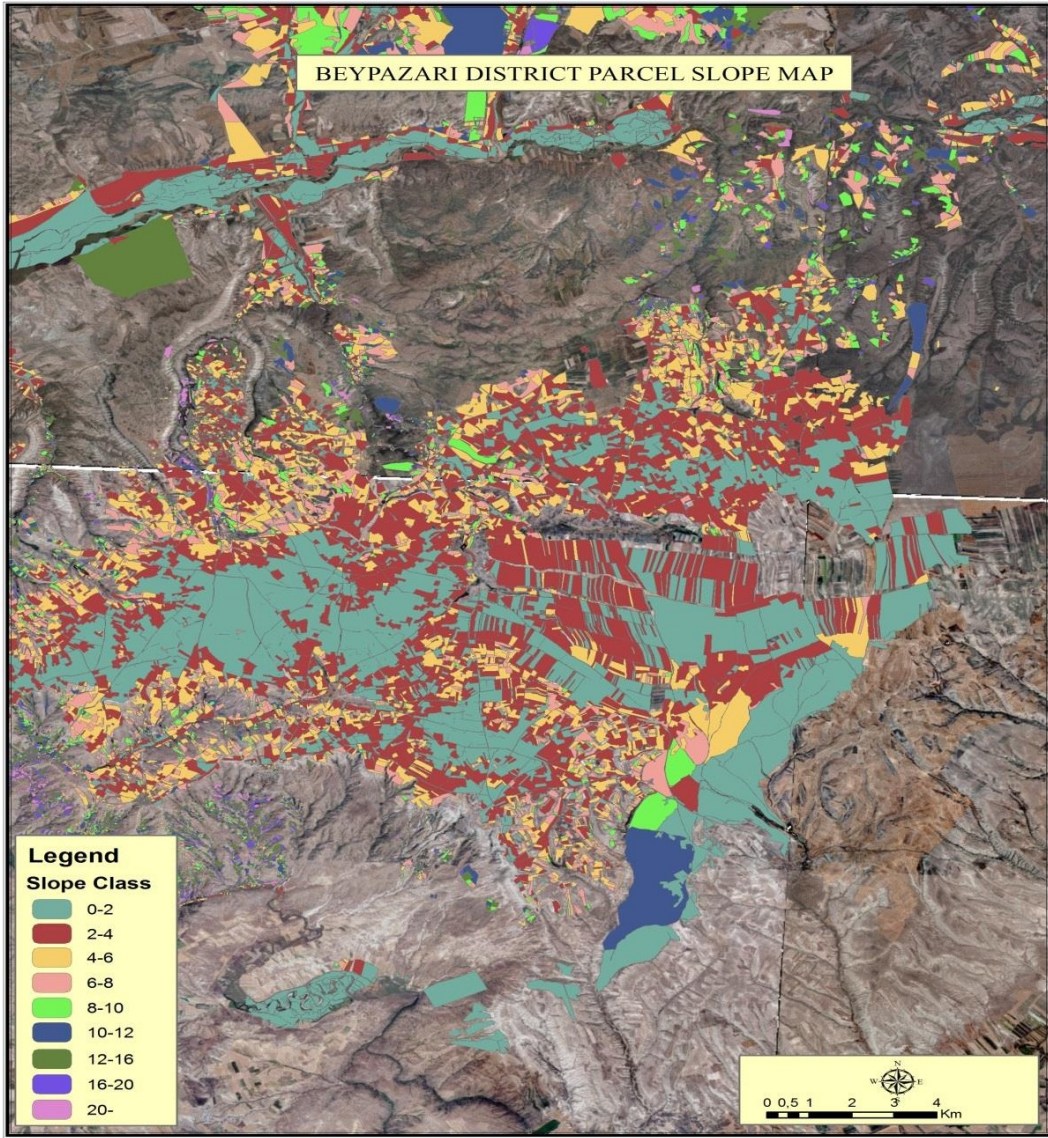 BEYPAZARI DISTRICT PARCEL SLOPE MAP
Legend
Slope Class
0-2
2-4
4-6
6-8
8-10
10-12
12-16
16-20
20-
N
W E
S
0 0,5 1 2 3 4
Km